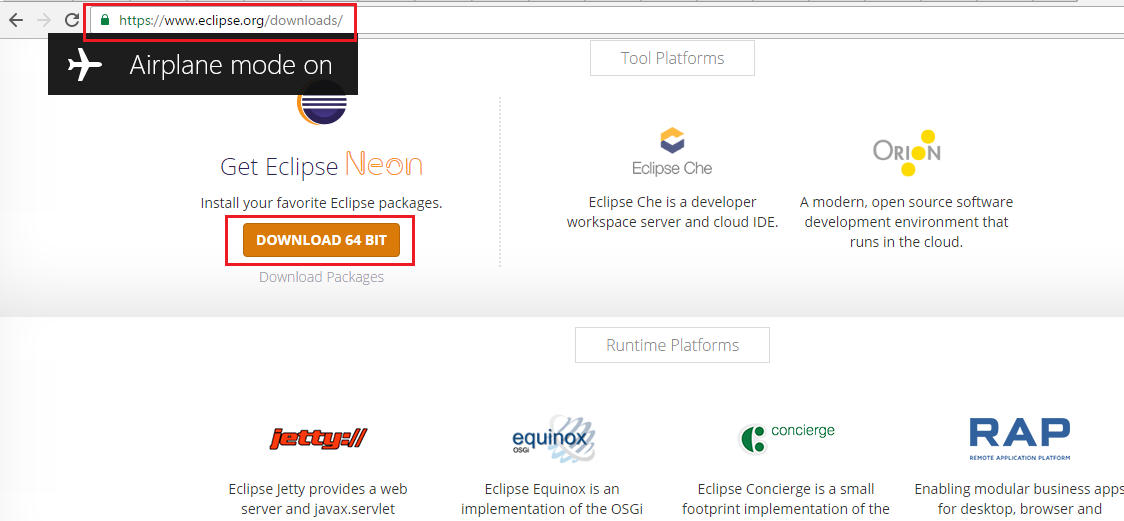 https://www.eclipse.org/downloads/
Airplane mode on
Tool Platforms
Get Eclipse Neon
Install your favorite Eclipse packages.
DOWNLOAD 64 BIT
Download Packages
Eclipse Che
Eclipse Che is a developer
workspace server and cloud IDE.
ORION
A modern, open source software
development environment that
runs in the cloud.
Runtime Platforms
jetty://
Eclipse Jetty provides a web
server and javax.servlet
equinox
OSGi
Eclipse Equinox is an
implementation of the OSGi
concierge
Eclipse Concierge is a small
footprint implementation of the
RAP
REMOTE APPLICATION PLATFORM
Enabling modular business apps
for desktop, browser and